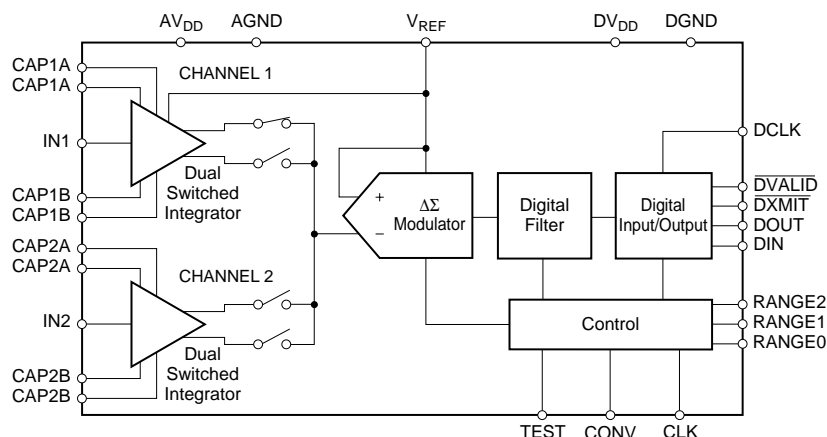 AVDD AGND VREF DVDD DGND
CAP1A
CAP1A
CHANNEL 1
IN1
DCLK
Dual
Switched
Integrator
CAP1B
CAP1B
+
−
ΔΣ
Modulator
Digital
Filter
Digital
Input/Output
DVALID
DXMIT
DOUT
DIN
CAP2A
CAP2A
CHANNEL 2
IN2
Dual
Switched
Integrator
CAP2B
CAP2B
Control
RANGE2
RANGE1
RANGE0
TEST CONV CLK